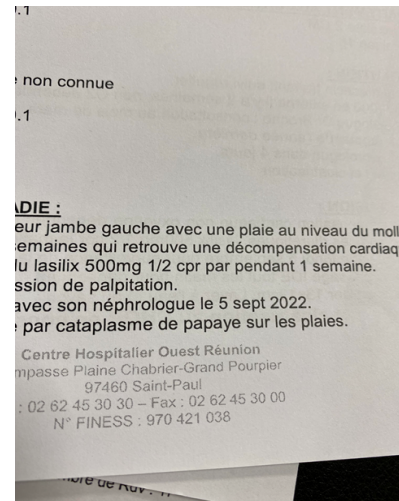 .1
non connue
.1
ADIE :
eur jambe gauche avec une plaie au niveau du moll
emaines qui retrouve une décompensation cardiaq
lu lasilix 500mg 1/2 cpr par pendant 1 semaine.
ssion de palpitation.
avec son néphrologue le 5 sept 2022.
par cataplasme de papaye sur les plaies.
Centre Hospitalier Ouest Réunion
mpasse Plaine Chabrier-Grand Pourpier
97460 Saint-Paul
: 02 62 45 30 30 – Fax : 02 62 45 30 00
N° FINESS : 970 421 038